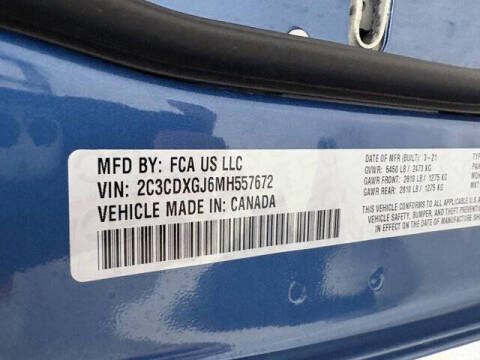 MFD BY: FCA US LLC
VIN: 2C3CDXGJ6MH557672
VEHICLE MADE IN: CANADA
DATE OF MFR (BUILT): 3-21
GVWR: 5450 LB / 2473 KG
GAWR FRONT: 2810 LB / 1275 KG
GAWR REAR: 2810 LB / 1275 KG
THIS VEHICLE CONFORMS TO ALL APPLICABLE U.S.A.
VEHICLE SAFETY, BUMPER, AND THEFT PREVENTION
IN EFFECT ON THE DATE OF